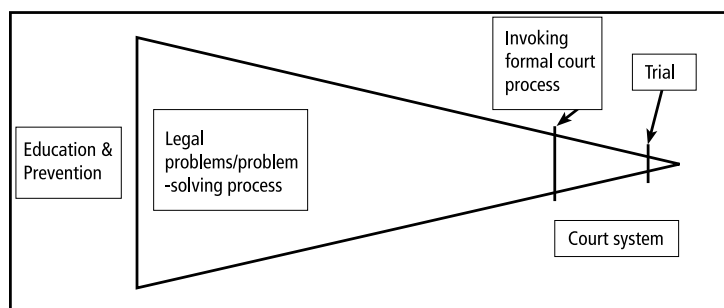 Invoking
formal court
process
Trial
Education &
Prevention
Legal
problems/problem
-solving process
Court system